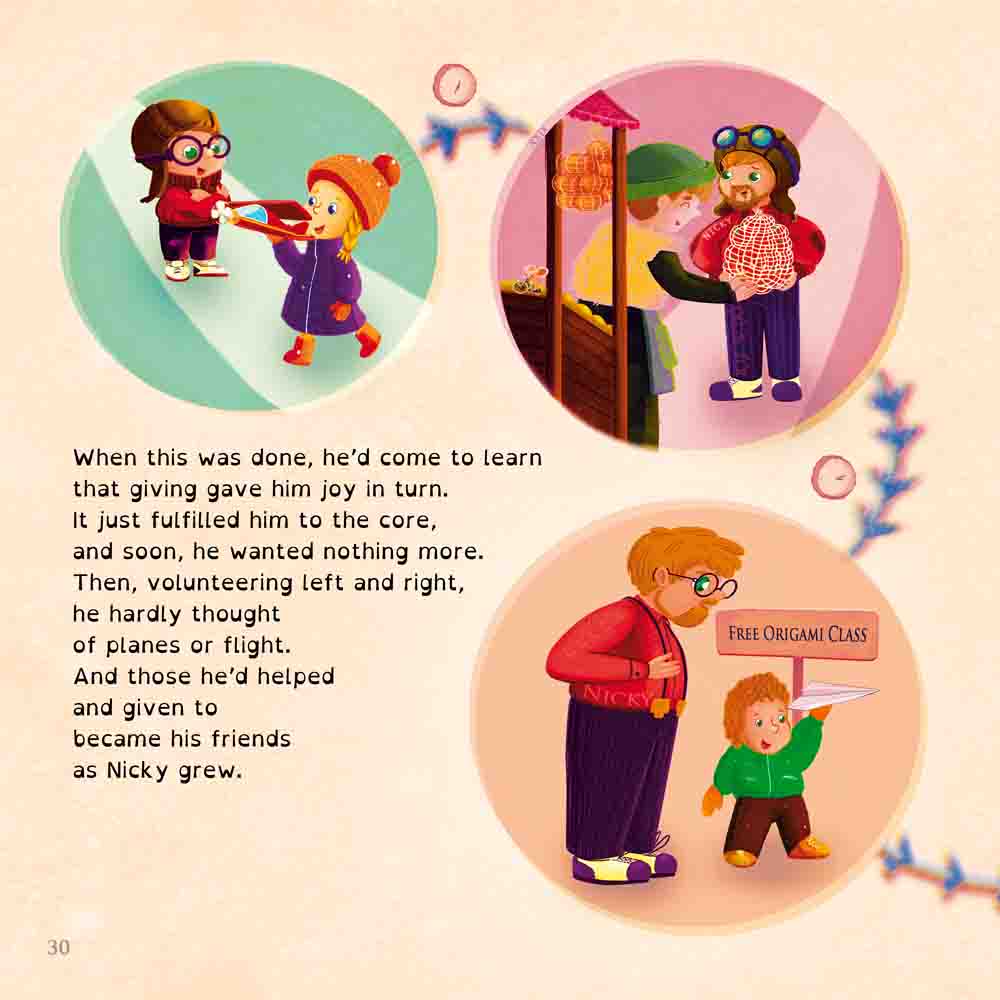 NICKY
When this was done, he'd come to learn
that giving gave him joy in turn.
It just fulfilled him to the core,
and soon, he wanted nothing more.
Then, volunteering left and right,
he hardly thought
of planes or flight.
And those he'd helped
and given to
became his friends
as Nicky grew.
FREE ORIGAMI CLASS
NICKY
30